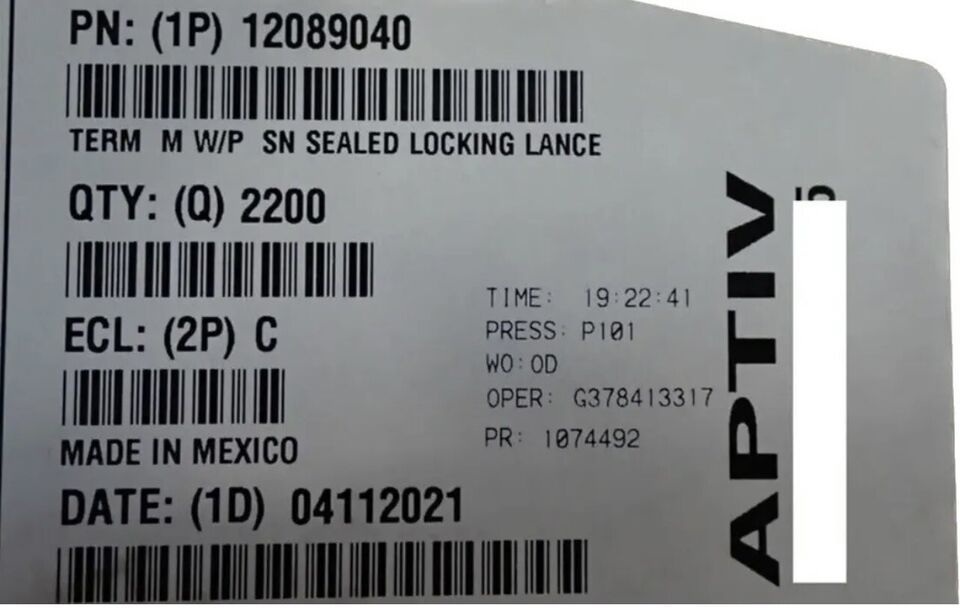 PN: (1P) 12089040
TERM M W/P SN SEALED LOCKING LANCE
QTY: (Q) 2200
ECL: (2P) C
MADE IN MEXICO
DATE: (1D) 04112021
TIME: 19:22:41
PRESS: P101
WO: OD
OPER: G378413317
PR: 1074492
APTIV